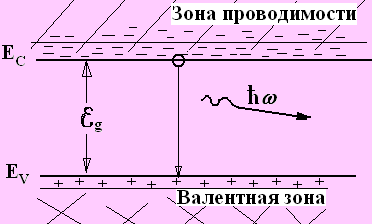 Зона проводимости
E_C
ℰ_g
ħω
E_V
Валентная зона